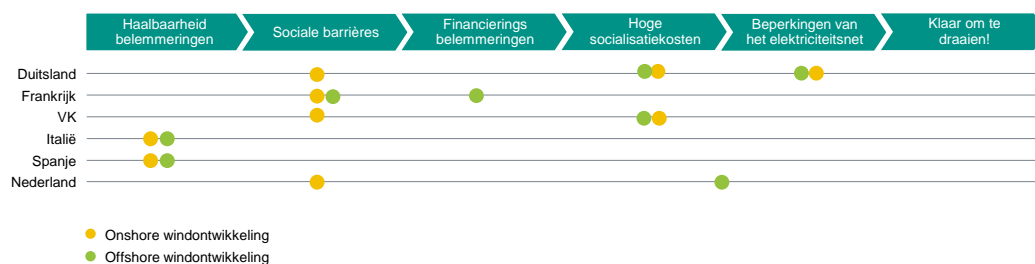 Haalbaarheid
belemmeringen
Sociale barrières
Financierings
belemmeringen
Hoge
socialisatiekosten
Beperkingen van
het elektriciteitsnet
Klaar om te
draaien!
Duitsland
Frankrijk
VK
Italië
Spanje
Nederland
Onshore windontwikkeling
Offshore windontwikkeling